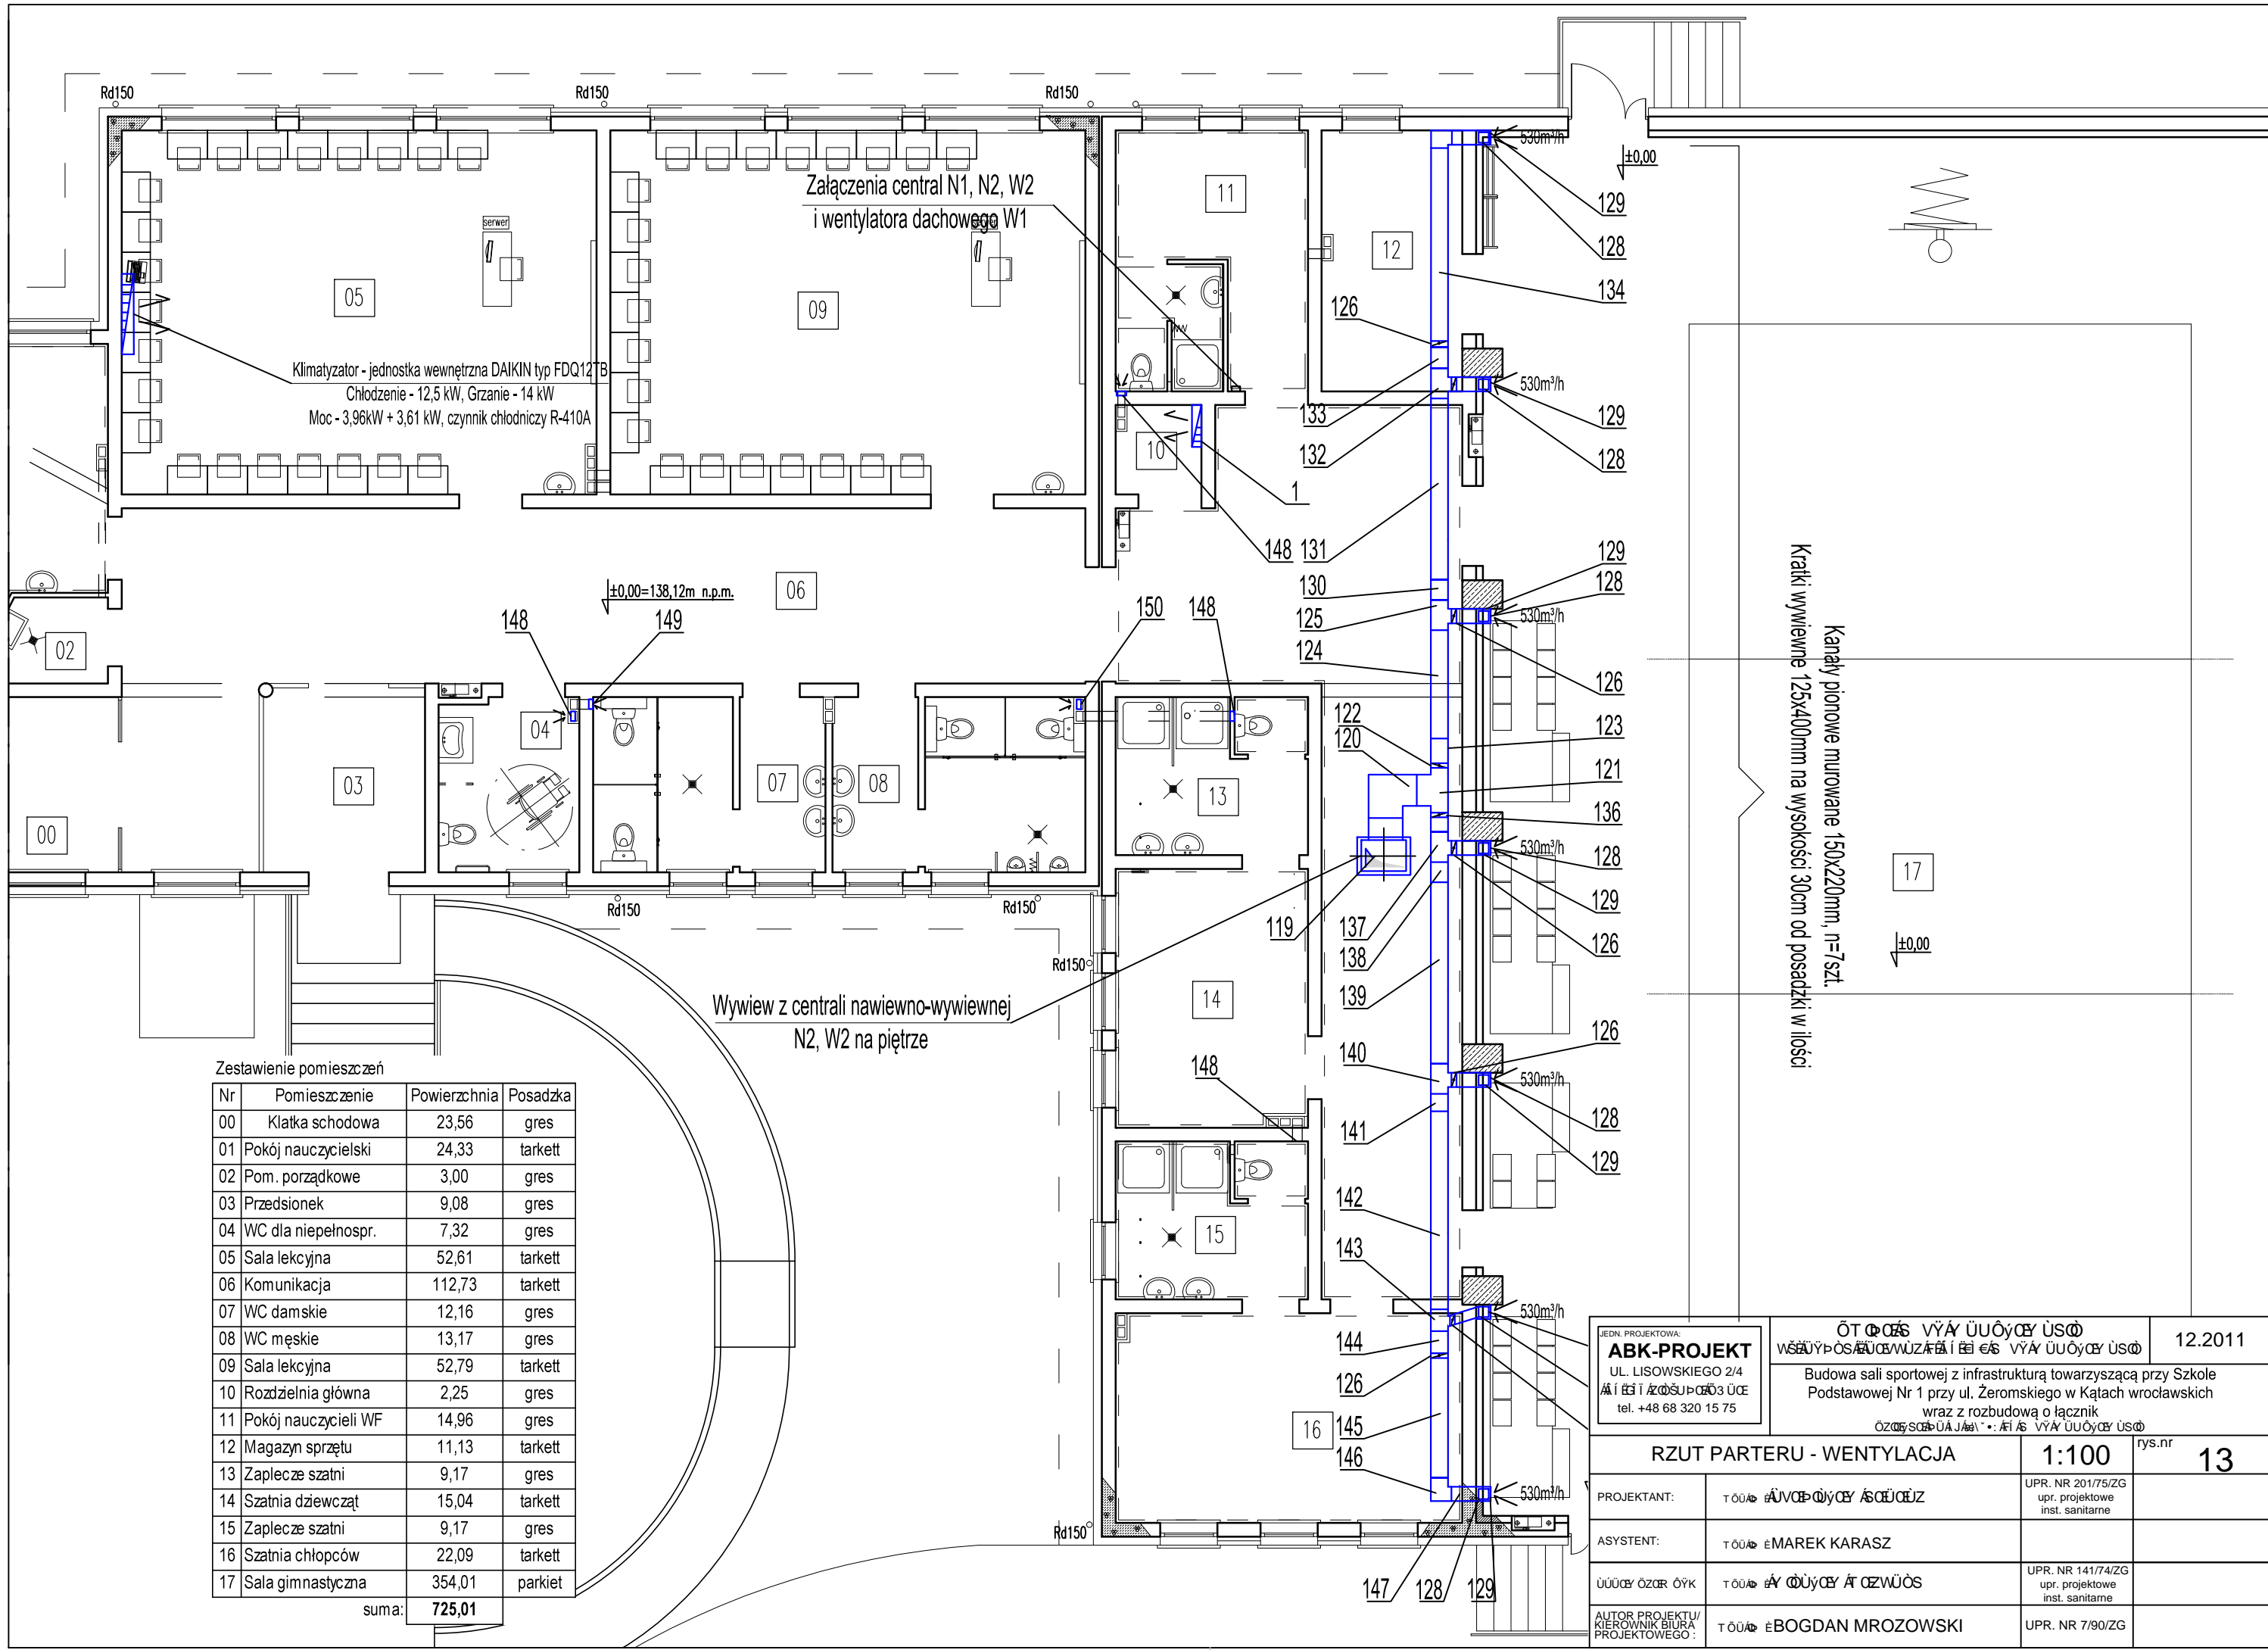 Rd150
Rd150
Rd150
530m³/h
±0,00
129
128
134
Załączenia central N1, N2, W2
i wentylatora dachowego W1
11
12
serwer
serwer
05
09
126
Klimatyzator - jednostka wewnętrzna DAIKIN typ FDQ12TB
Chłodzenie - 12,5 kW, Grzanie - 14 kW
Moc - 3,96kW + 3,61 kW, czynnik chłodniczy R-410A
530m³/h
133
129
10
132
128
1
148
131
129
128
130
±0,00=138,12m n.p.m.
06
530m³/h
148
149
150
148
125
124
126
02
04
122
120
123
121
03
07
08
13
136
00
530m³/h
128
17
119
137
129
138
126
±0,00
139
Rd150
Rd150
Rd150
14
Kratki wywiewne 125x400mm na wysokości 30cm od posadzki w ilości
Kanały pionowe murowane 150x220mm, n=7szt.
Wywiew z centrali nawiewno-wywiewnej
N2, W2 na piętrze
126
148
140
530m³/h
128
141
129
142
15
143
530m³/h
144
126
16
145
146
530m³/h
Rd150
147
128
129
Zestawienie pomieszczeń
Nr Pomieszczenie Powierzchnia Posadzka
00 Klatka schodowa 23,56 gres
01 Pokój nauczycielski 24,33 tarkett
02 Pom. porządkowe 3,00 gres
03 Przedsionek 9,08 gres
04 WC dla niepełnospr. 7,32 gres
05 Sala lekcyjna 52,61 tarkett
06 Komunikacja 112,73 tarkett
07 WC damskie 12,16 gres
08 WC męskie 13,17 gres
09 Sala lekcyjna 52,79 tarkett
10 Rozdzielnia główna 2,25 gres
11 Pokój nauczycieli WF 14,96 tarkett
12 Magazyn sprzętu 11,13 tarkett
13 Zaplecze szatni 9,17 gres
14 Szatnia dziewcząt 15,04 tarkett
15 Zaplecze szatni 9,17 gres
16 Szatnia chłopców 22,09 tarkett
17 Sala gimnastyczna 354,01 parkiet
suma: 725,01
JEDN. PROJEKTOWA:
ABK-PROJEKT
UL. LISOWSKIEGO 2/4
tel. +48 68 320 15 75
12.2011
Budowa sali sportowej z infrastrukturą towarzyszącą przy Szkole
Podstawowej Nr 1 przy ul. Żeromskiego w Kątach wrocławskich
wraz z rozbudową o łącznik
RZUT PARTERU - WENTYLACJA
1:100
rys.nr 13
PROJEKTANT:
UPR. NR 201/75/ZG
upr. projektowe
inst. sanitarne
ASYSTENT:
MAREK KARASZ
UPR. NR 141/74/ZG
upr. projektowe
inst. sanitarne
AUTOR PROJEKTU/
KIEROWNIK BIURA
PROJEKTOWEGO :
BOGDAN MROZOWSKI
UPR. NR 7/90/ZG